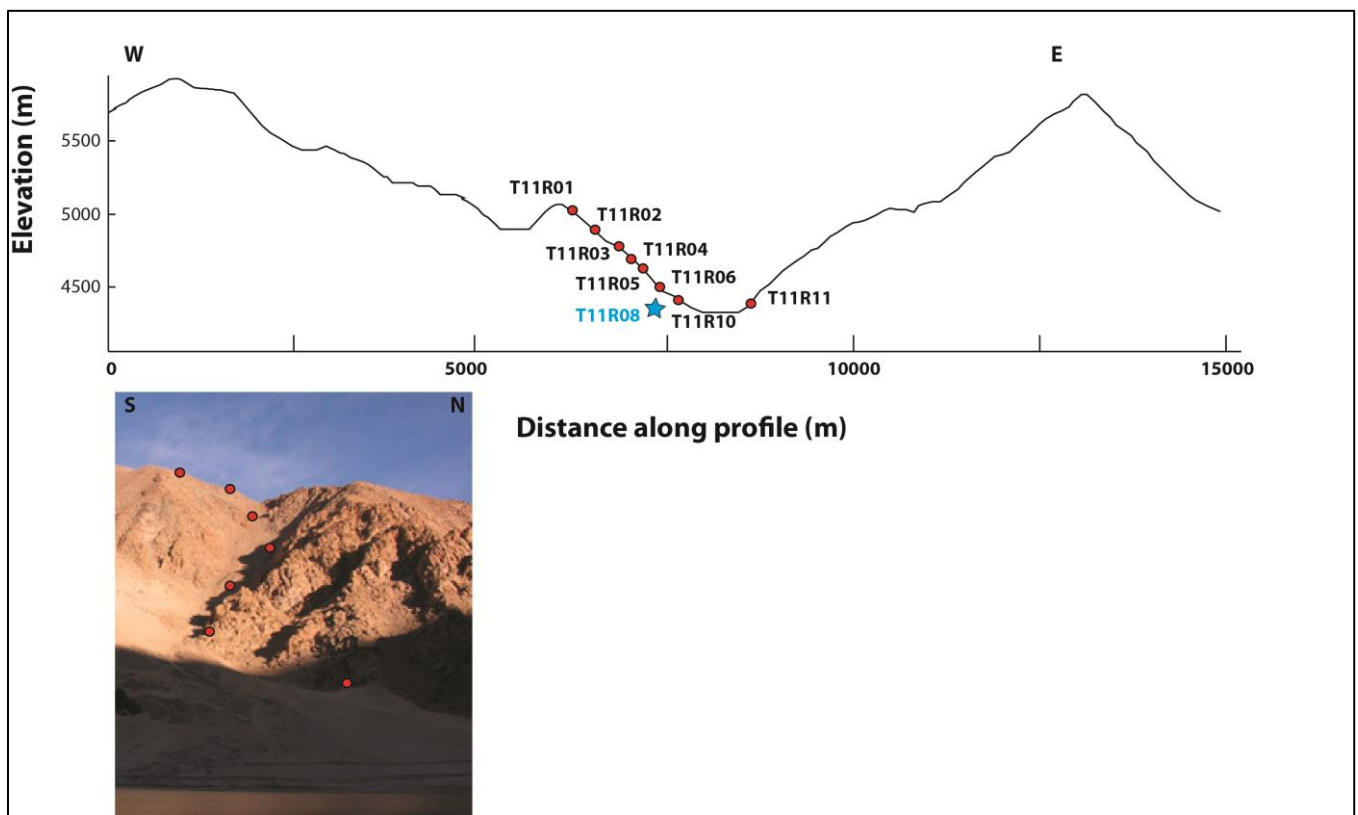 W
E
Elevation (m)
5500
5000
4500
T11R01
T11R02
T11R03
T11R04
T11R05
T11R06
T11R08
T11R10
T11R11
0
5000
10000
15000
Distance along profile (m)
S
N